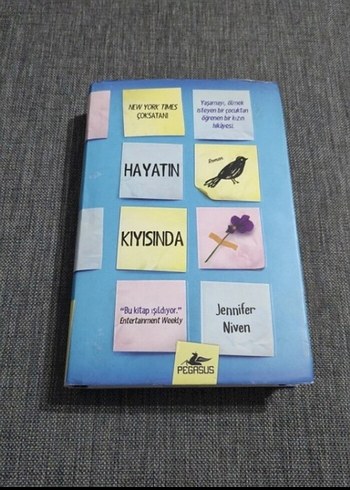 NEW YORK TIMES
ÇOKSATANI
Yaşamayı, ölmek
isteyen bir çocuktan
öğrenen bir kızın
hikâyesi.
HAYATIN
Roman
KIYISINDA
"Bu kitap ışıldıyor."
Entertainment Weekly
Jennifer
Niven
PEGASUS